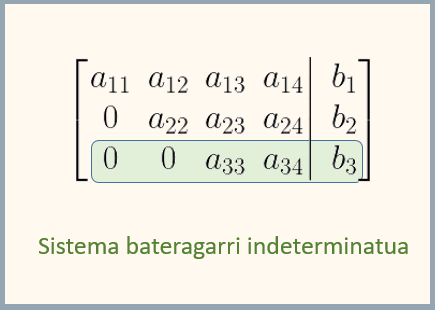 a11 a12 a13 a14 | b1
0 a22 a23 a24 | b2
0 0 a33 a34 | b3
Sistema bateragarri indeterminatua